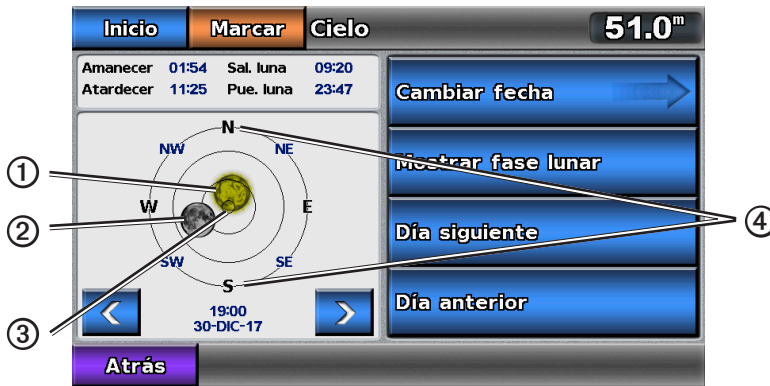 Inicio Marcar Cielo 51.0m
Amanecer 01:54 Sal. luna 09:20
Atardecer 11:25 Pue. luna 23:47
N
NW NE
W E
SW SE
S
19:00
30-DIC-17
Cambiar fecha
Mostrar fase lunar
Día siguiente
Día anterior
Atrás
①
②
③
④